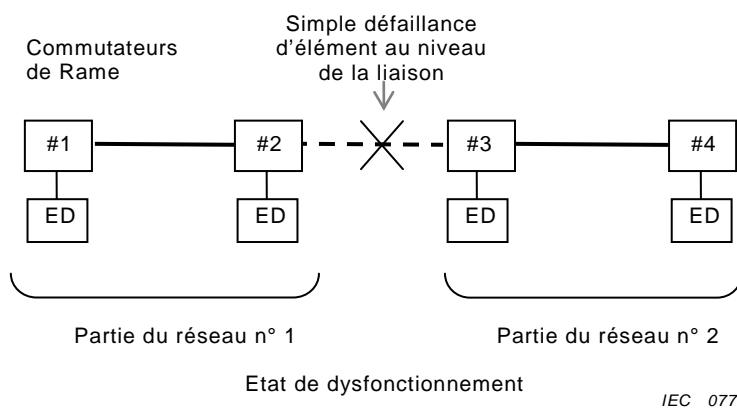 Commutateurs
de Rame
Simple défaillance
d'élément au niveau
de la liaison
#1
#2
#3
#4
ED
ED
ED
ED
Partie du réseau n° 1
Partie du réseau n° 2
Etat de dysfonctionnement
IEC 077